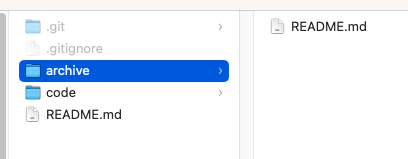 .git
.gitignore
archive
code
README.md
README.md